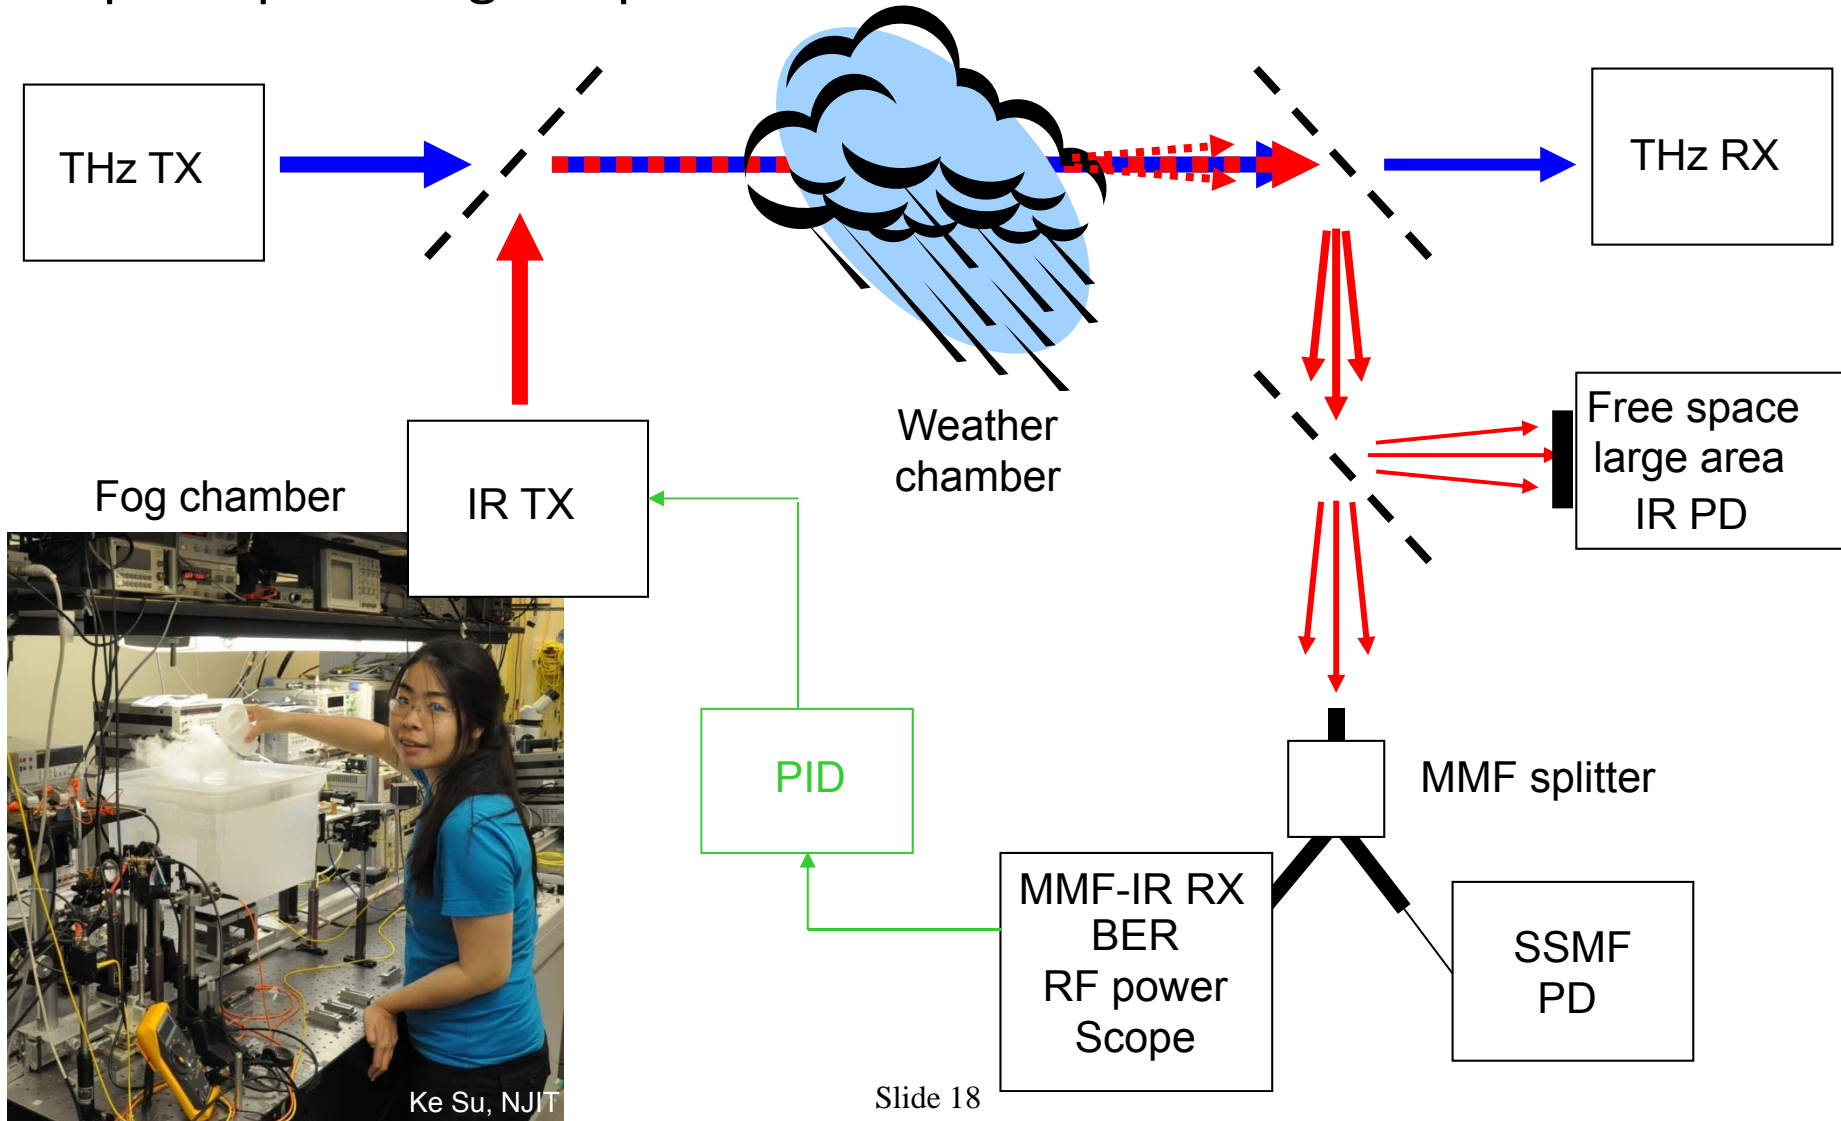 THz TX
THz RX
Weather
chamber
Free space
large area
IR PD
Fog chamber
IR TX
PID
MMF splitter
MMF-IR RX
BER
RF power
Scope
SSMF
PD
Ke Su, NJIT
Slide 18